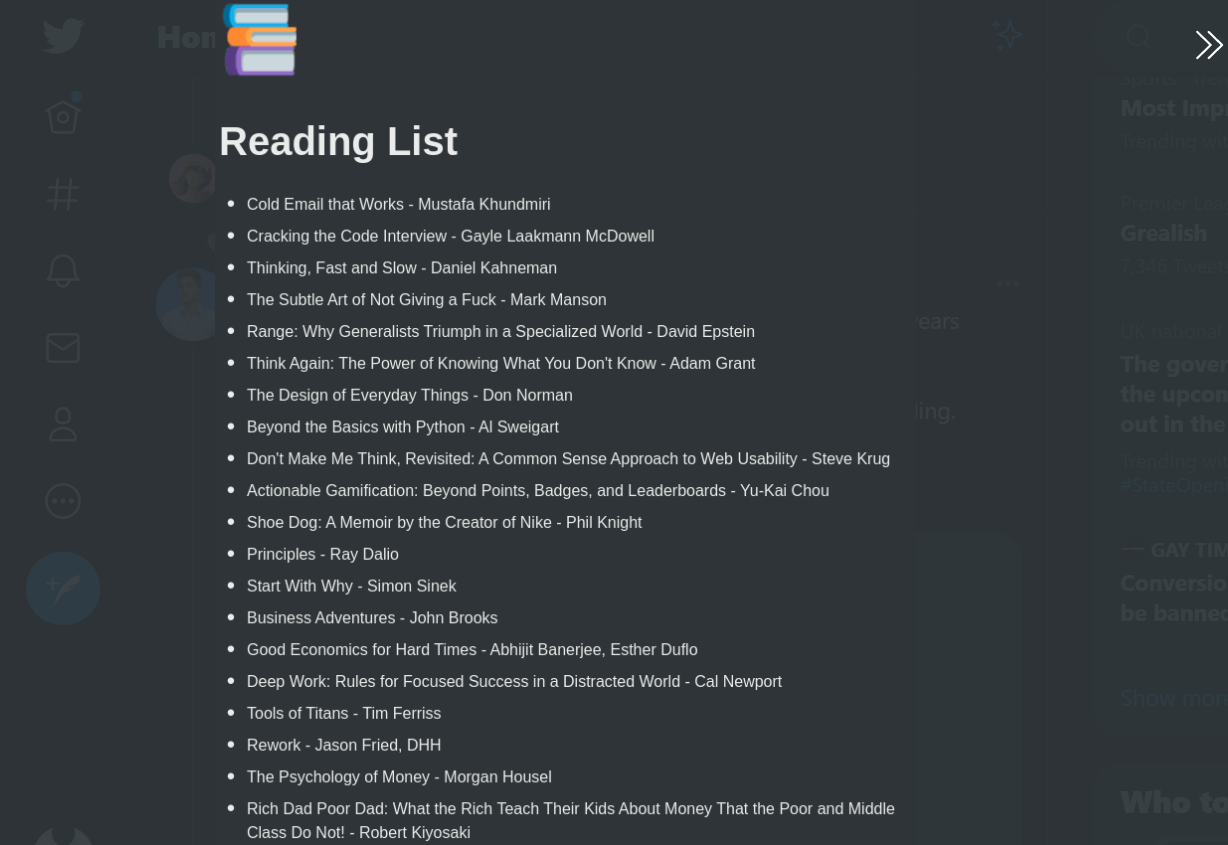 Reading List
Cold Email that Works - Mustafa Khundmiri
Cracking the Code Interview - Gayle Laakmann McDowell
Thinking, Fast and Slow - Daniel Kahneman
The Subtle Art of Not Giving a Fuck - Mark Manson
Range: Why Generalists Triumph in a Specialized World - David Epstein
Think Again: The Power of Knowing What You Don't Know - Adam Grant
The Design of Everyday Things - Don Norman
Beyond the Basics with Python - Al Sweigart
Don't Make Me Think, Revisited: A Common Sense Approach to Web Usability - Steve Krug
Actionable Gamification: Beyond Points, Badges, and Leaderboards - Yu-Kai Chou
Shoe Dog: A Memoir by the Creator of Nike - Phil Knight
Principles - Ray Dalio
Start With Why - Simon Sinek
Business Adventures - John Brooks
Good Economics for Hard Times - Abhijit Banerjee, Esther Duflo
Deep Work: Rules for Focused Success in a Distracted World - Cal Newport
Tools of Titans - Tim Ferriss
Rework - Jason Fried, DHH
The Psychology of Money - Morgan Housel
Rich Dad Poor Dad: What the Rich Teach Their Kids About Money That the Poor and Middle
Class Do Not! - Robert Kiyosaki
Hom
years
ding.
Most Impr
Trending wi
Premier Lea
Grealish
7,346 Tweet
UK national
The gover
the upcom
out in the
Trending wit
#StateOpen
GAY TIM
Conversio
be banned
Show mor
Who to